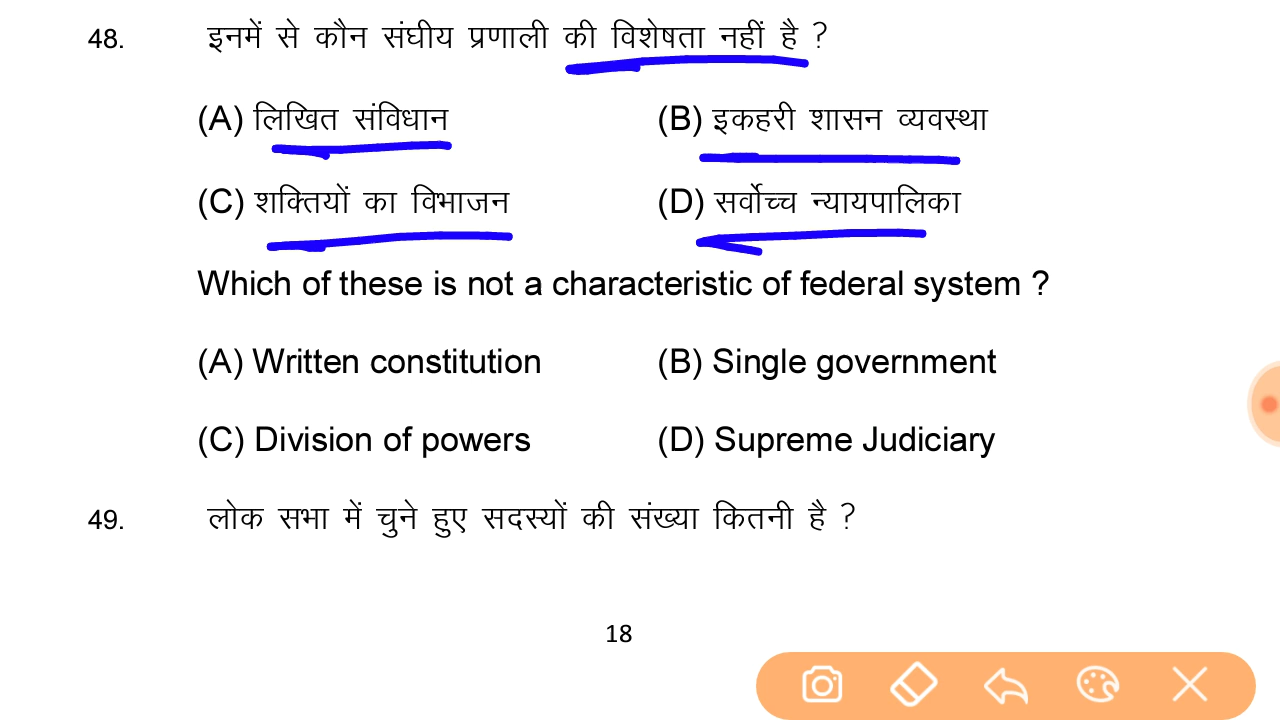 48. इनमें से कौन संघीय प्रणाली की विशेषता नहीं है ?
(A) लिखित संविधान (B) इकहरी शासन व्यवस्था
(C) शक्तियों का विभाजन (D) सर्वोच्च न्यायपालिका
Which of these is not a characteristic of federal system ?
(A) Written constitution (B) Single government
(C) Division of powers (D) Supreme Judiciary
49. लोक सभा में चुने हुए सदस्यों की संख्या कितनी है ?
18